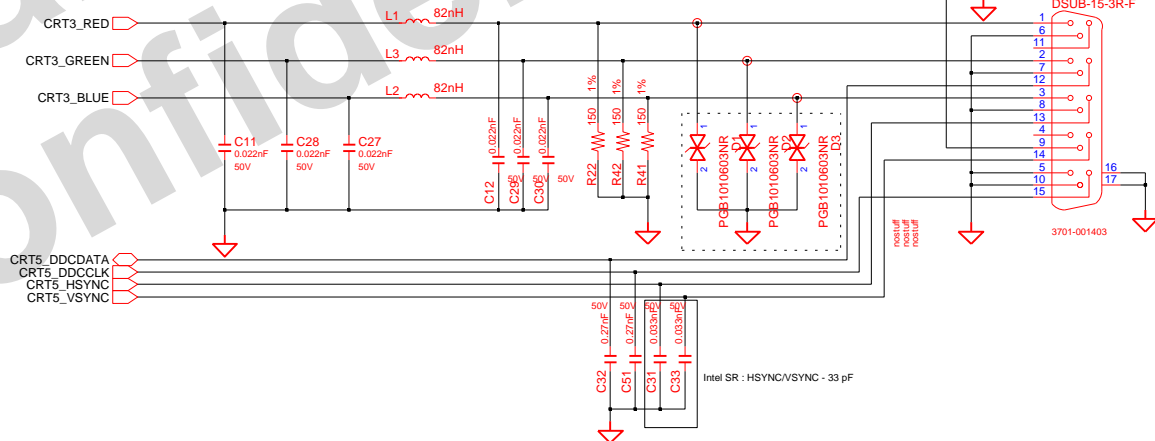 DSUB-15-3R-F
CRT3_RED
L1
82nH
1
6
11
CRT3_GREEN
L3
82nH
2
7
12
CRT3_BLUE
L2
82nH
3
8
13
4
9
14
5
10
15
16
17
3701-001403
C11
0.022nF
50V
C28
0.022nF
50V
C27
0.022nF
50V
0.022nF
0.022nF
0.022nF
50V
50V
50V
C12
C29
C30
150 1%
150 1%
150 1%
R22
R42
R41
1
2
D1
PGB1010603NR
1
2
D2
PGB1010603NR
1
2
D3
PGB1010603NR
nostuff
nostuff
nostuff
CRT5_DDCDATA
CRT5_DDCCLK
CRT5_HSYNC
CRT5_VSYNC
50V
50V
50V
50V
0.27nF
0.27nF
0.033nF
0.033nF
C32
C51
C31
C33
Intel SR : HSYNC/VSYNC - 33 pF